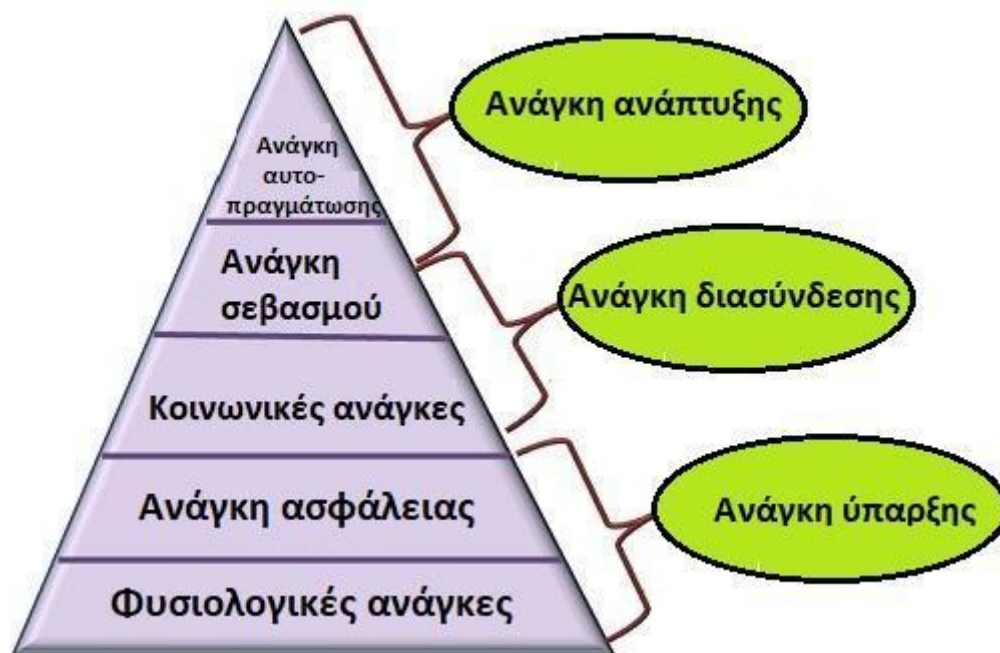 Ανάγκη ανάπτυξης
Ανάγκη
αυτο-
πραγμάτωσης
Ανάγκη
σεβασμού
Ανάγκη διασύνδεσης
Κοινωνικές ανάγκες
Ανάγκη ασφάλειας
Ανάγκη ύπαρξης
Φυσιολογικές ανάγκες